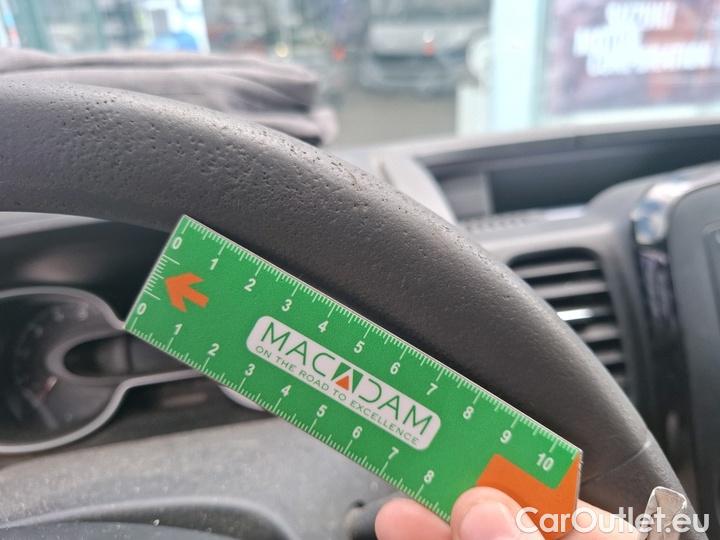 0 1 2 3 4 5 6 7 8 9 10
MACADAM
ON THE ROAD TO EXCELLENCE
0 1 2 3 4 5 6 7 8
CarOutlet.eu